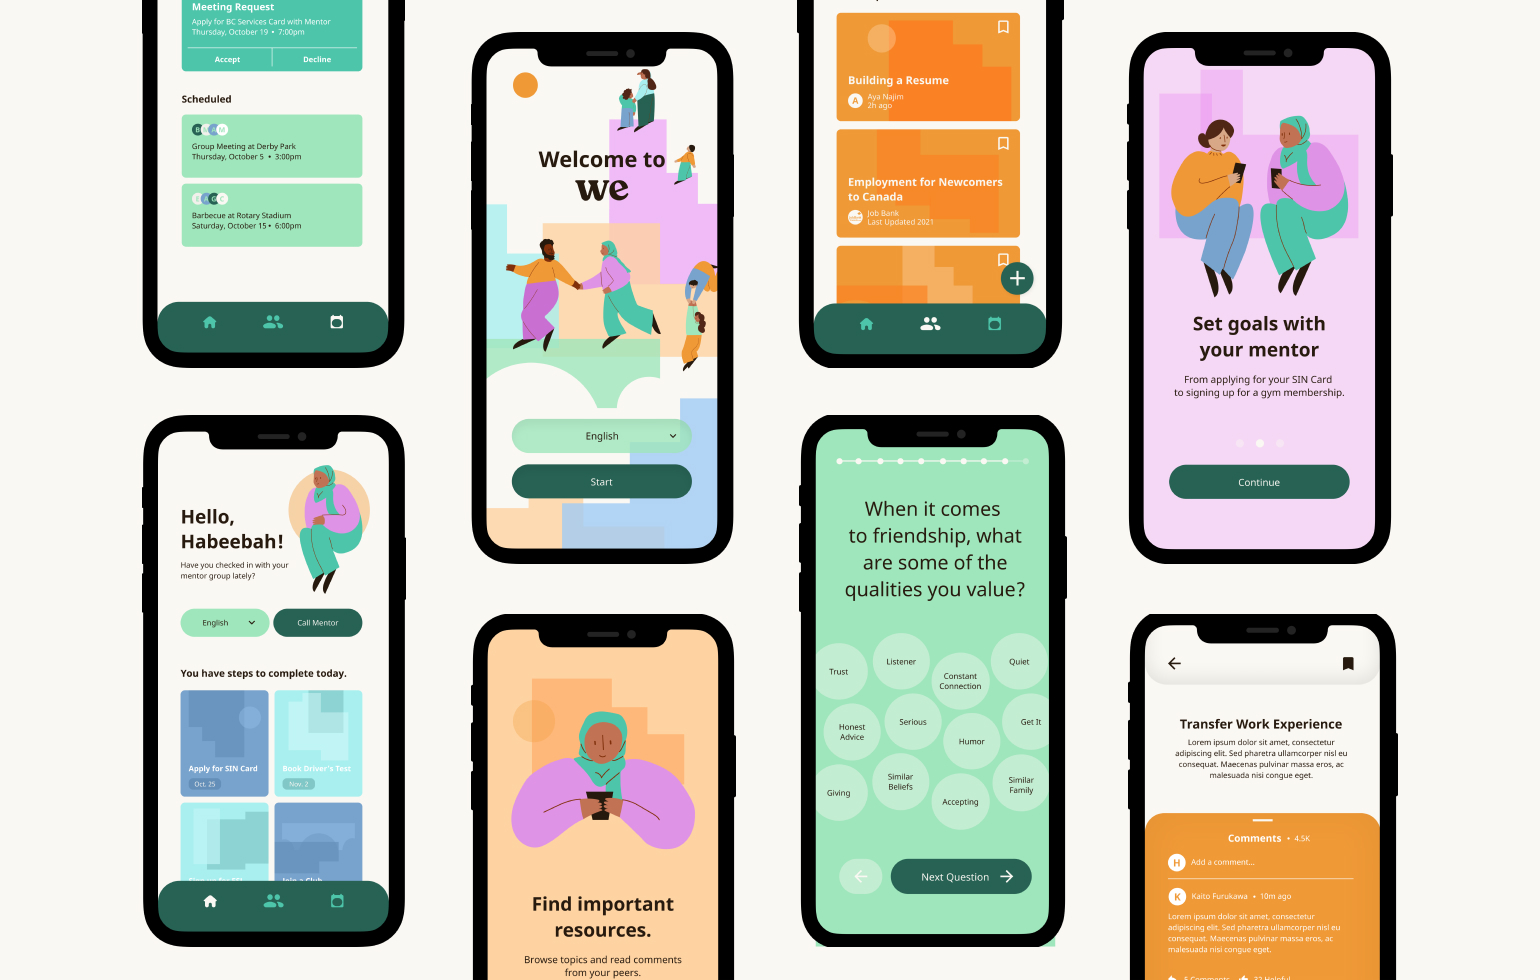 Meeting Request
Apply for BC Services Card with Mentor
Thursday, October 19 • 7:00pm
Accept
Decline
Scheduled
Group Meeting at Derby Park
Thursday, October 5 • 3:00pm
Barbecue at Rotary Stadium
Saturday, October 15 • 6:00pm
Hello,
Habeebah!
Have you checked in with your
mentor group lately?
English
Call Mentor
You have steps to complete today.
Apply for SIN Card
Oct. 25
Book Driver's Test
Nov. 2
Join a Club
Welcome to
we
English
Start
Find important
resources.
Browse topics and read comments
from your peers.
Building a Resume
A
Aya Najim
2h ago
Employment for Newcomers
to Canada
Job Bank
Last Updated 2021
When it comes
to friendship, what
are some of the
qualities you value?
Trust
Listener
Constant
Connection
Quiet
Honest
Advice
Serious
Humor
Get It
Giving
Similar
Beliefs
Accepting
Similar
Family
Next Question
Set goals with
your mentor
From applying for your SIN Card
to signing up for a gym membership.
Continue
Transfer Work Experience
Lorem ipsum dolor sit amet, consectetur
adipiscing elit. Sed pharetra ullamcorper nisl eu
consequat. Maecenas pulvinar massa eros, ac
malesuada nisi congue eget.
Comments • 4.5K
H
Add a comment...
K
Kaito Furukawa • 10m ago
Lorem ipsum dolor sit amet, consectetur
adipiscing elit. Sed pharetra ullamcorper nisl eu
consequat. Maecenas pulvinar massa eros, ac
malesuada nisi congue eget.
5 Comments
32 Helpful